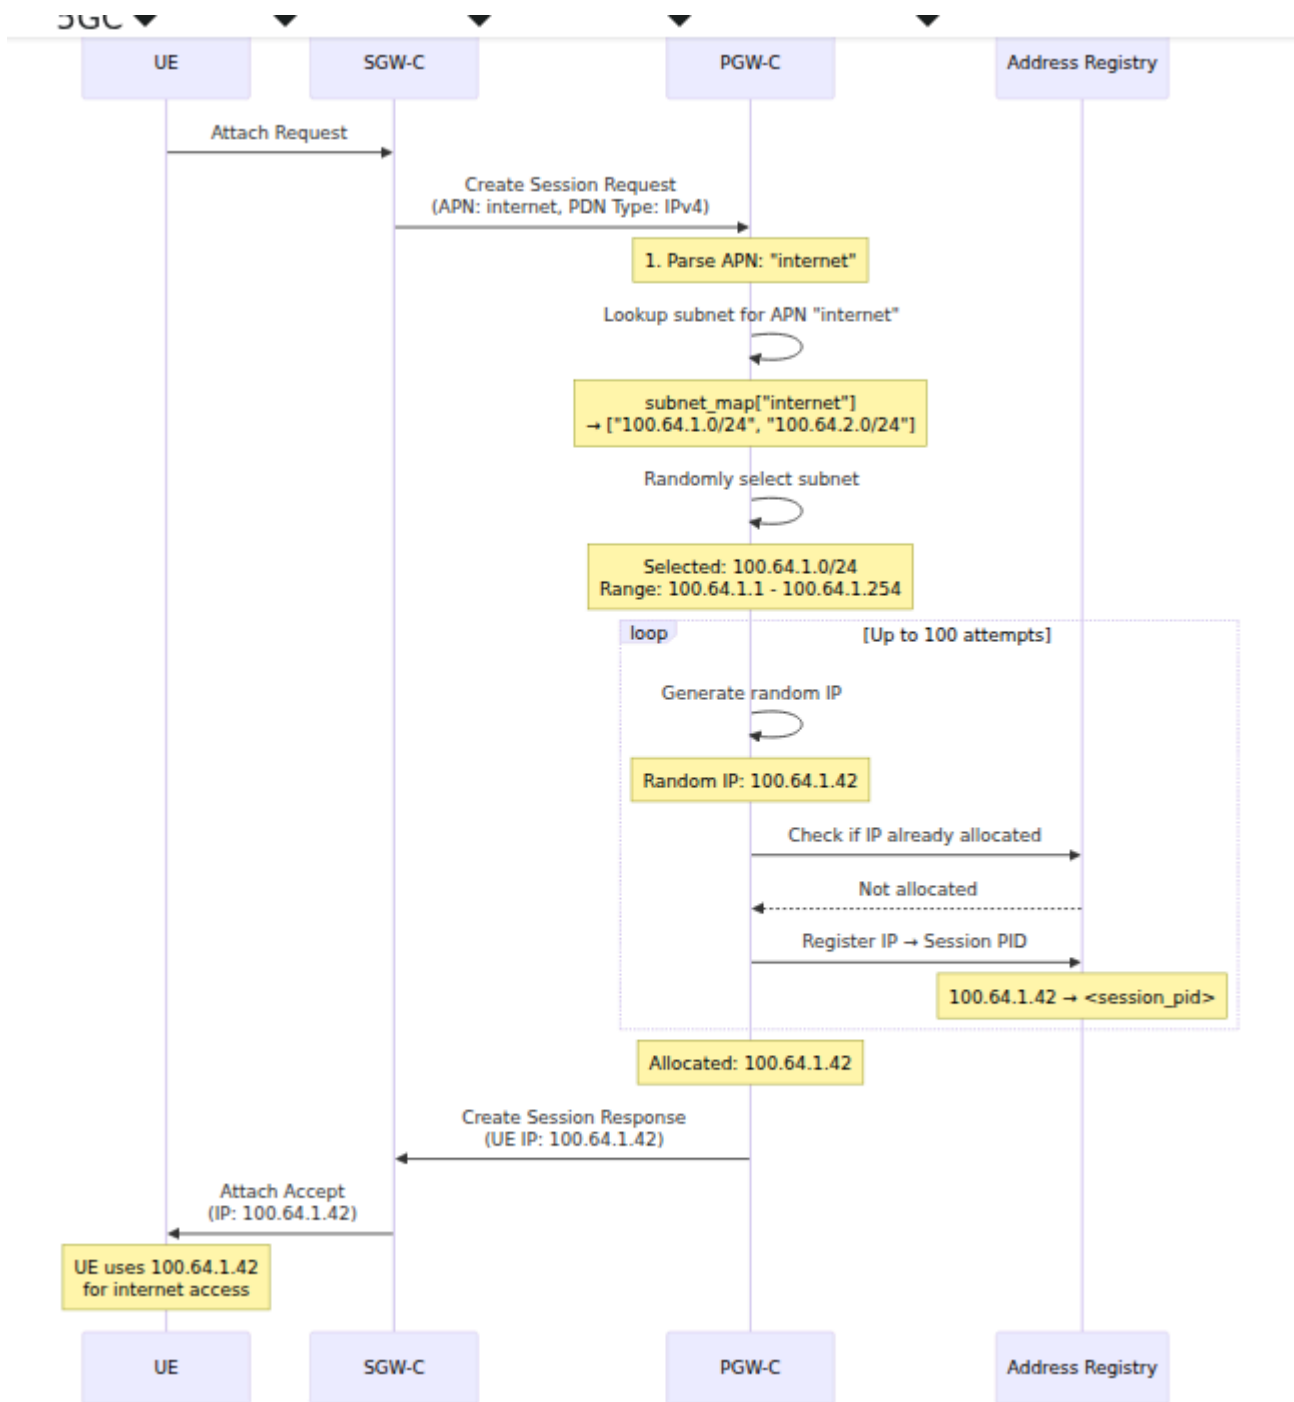 5GC
UE
SGW-C
PGW-C
Address Registry
Attach Request
Create Session Request
(APN: internet, PDN Type: IPv4)
1. Parse APN: "internet"
Lookup subnet for APN "internet"
subnet_map["internet"]
→ ["100.64.1.0/24", "100.64.2.0/24"]
Randomly select subnet
Selected: 100.64.1.0/24
Range: 100.64.1.1 - 100.64.1.254
loop
[Up to 100 attempts]
Generate random IP
Random IP: 100.64.1.42
Check if IP already allocated
Not allocated
Register IP → Session PID
100.64.1.42 → <session_pid>
Allocated: 100.64.1.42
Create Session Response
(UE IP: 100.64.1.42)
Attach Accept
(IP: 100.64.1.42)
UE uses 100.64.1.42
for internet access
UE
SGW-C
PGW-C
Address Registry